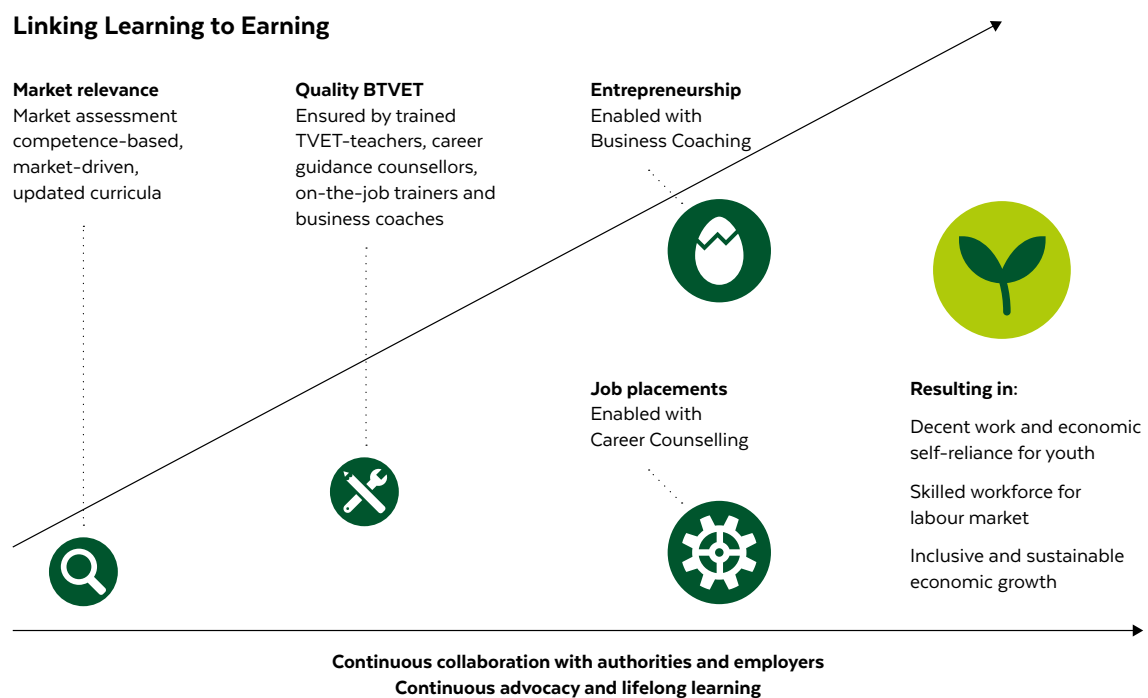 Linking Learning to Earning
Market relevance
Market assessment
competence-based,
market-driven,
updated curricula
Quality BTVET
Ensured by trained
TVET-teachers, career
guidance counsellors,
on-the-job trainers and
business coaches
Entrepreneurship
Enabled with
Business Coaching
Job placements
Enabled with
Career Counselling
Resulting in:
Decent work and economic
self-reliance for youth
Skilled workforce for
labour market
Inclusive and sustainable
economic growth
Continuous collaboration with authorities and employers
Continuous advocacy and lifelong learning